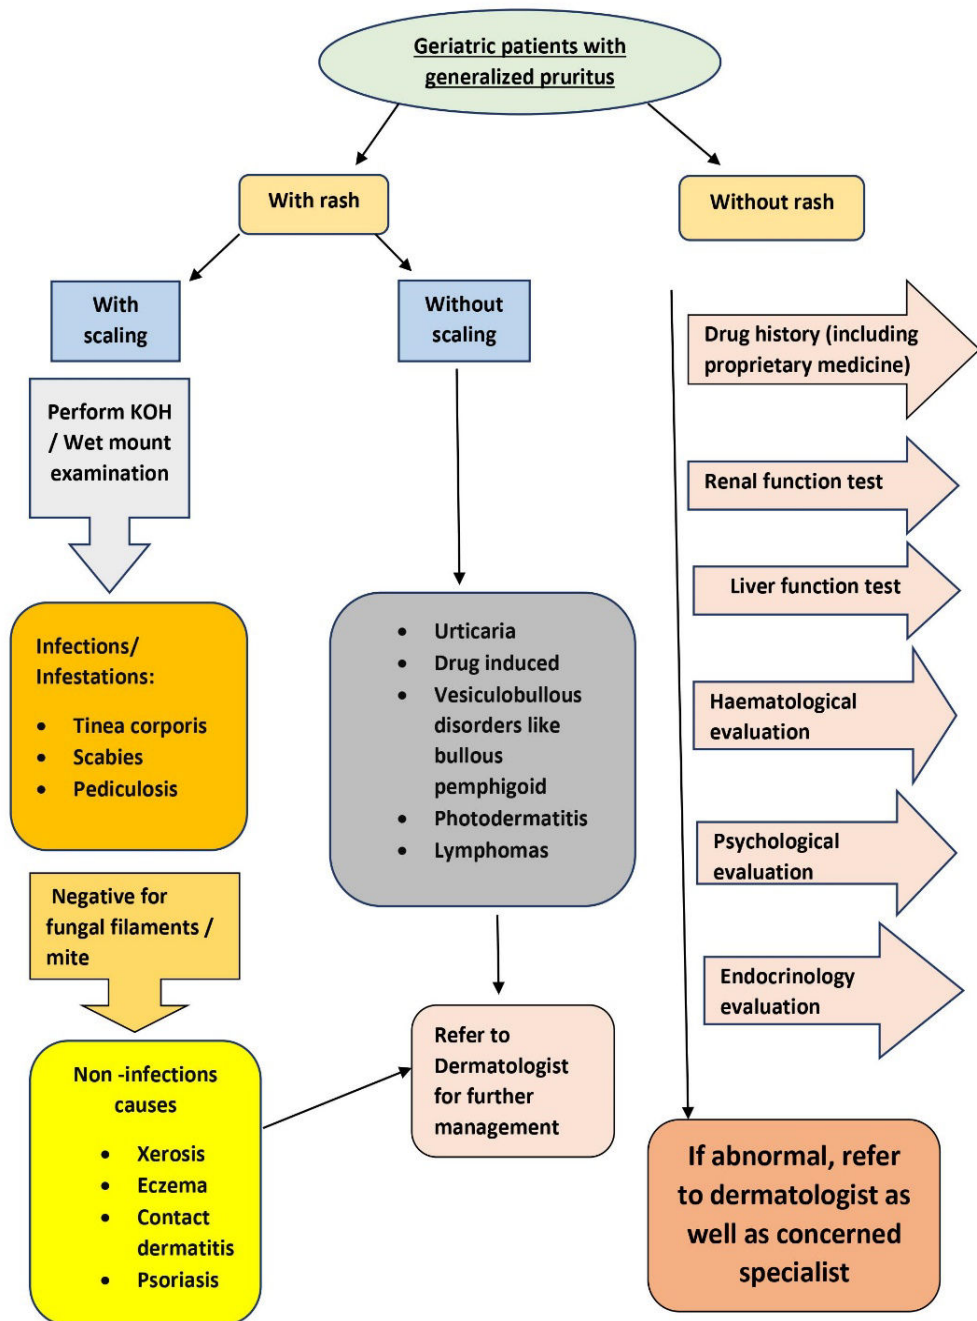 Geriatric patients with
generalized pruritus
With rash
Without rash
With
scaling
Without
scaling
Perform KOH
/ Wet mount
examination
Infections/
Infestations:
• Tinea corporis
• Scabies
• Pediculosis
Negative for
fungal filaments /
mite
Non -infections
causes
• Xerosis
• Eczema
• Contact
dermatitis
• Psoriasis
• Urticaria
• Drug induced
• Vesiculobullous
disorders like
bullous
pemphigoid
• Photodermatitis
• Lymphomas
Refer to
Dermatologist
for further
management
Drug history (including
proprietary medicine)
Renal function test
Liver function test
Haematological
evaluation
Psychological
evaluation
Endocrinology
evaluation
If abnormal, refer
to dermatologist as
well as concerned
specialist